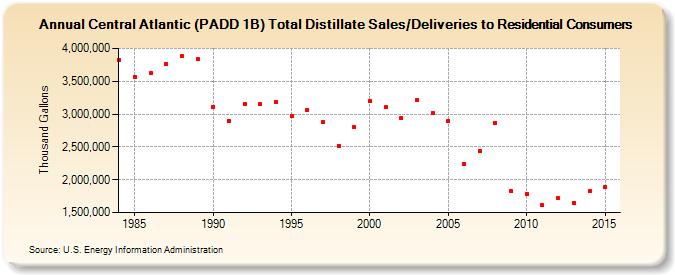 Annual Central Atlantic (PADD 1B) Total Distillate Sales/Deliveries to Residential Consumers
Thousand Gallons
4,000,000
3,500,000
3,000,000
2,500,000
2,000,000
1,500,000
1985 1990 1995 2000 2005 2010 2015
Source: U.S. Energy Information Administration